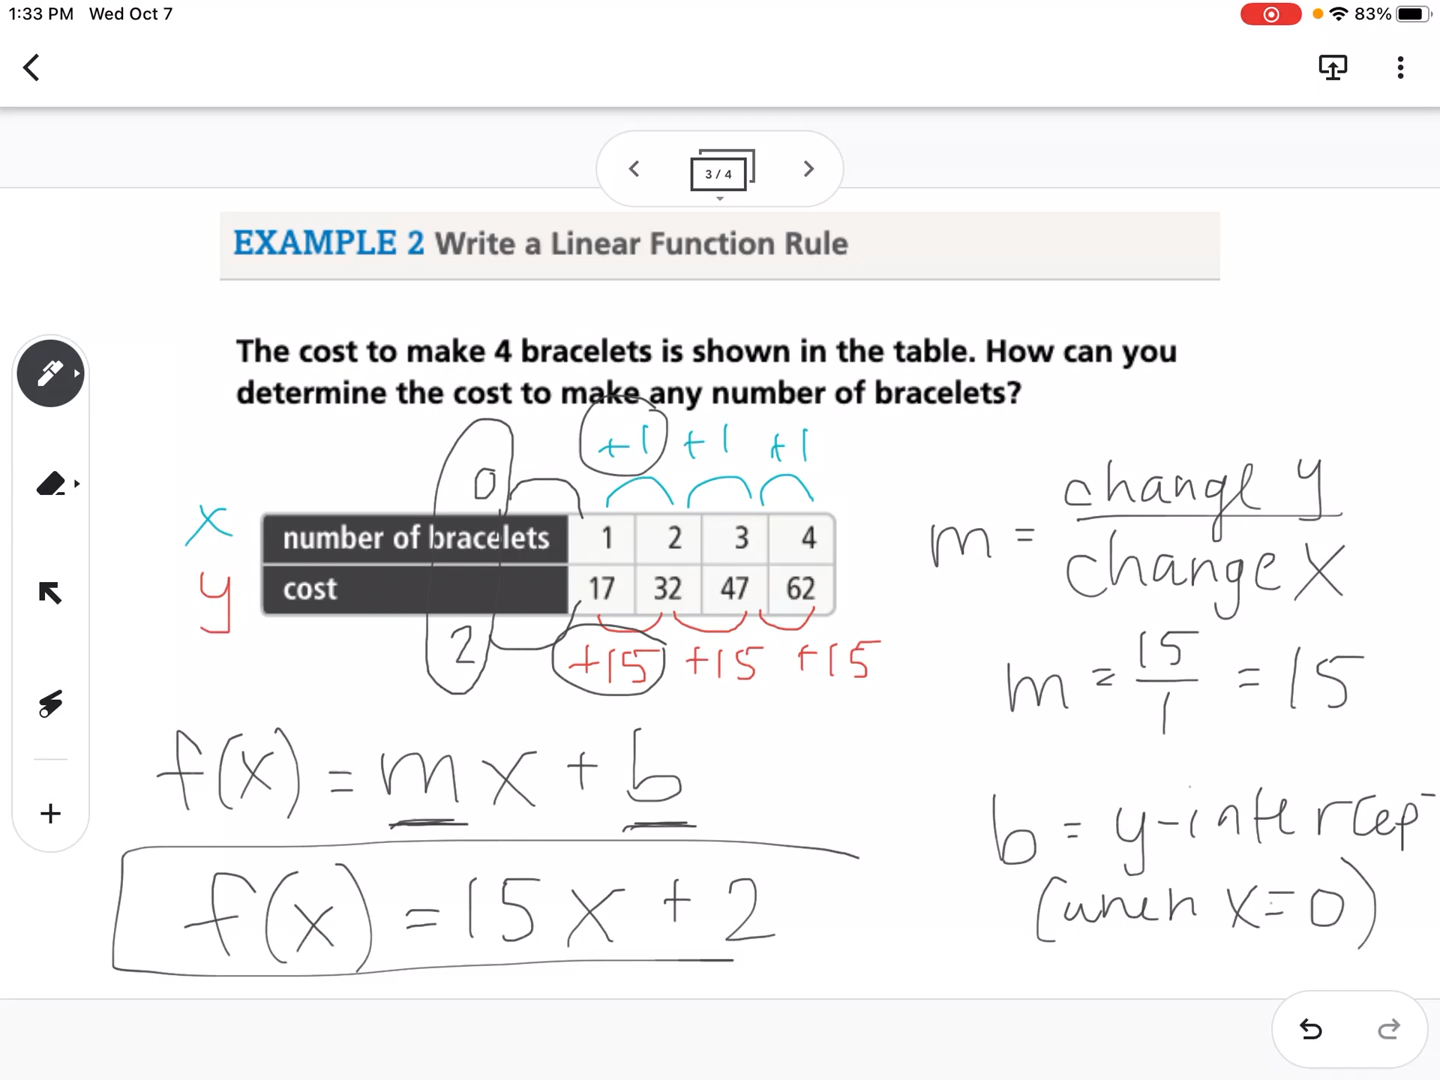 1:33 PM Wed Oct 7
83%
3 / 4
EXAMPLE 2 Write a Linear Function Rule
The cost to make 4 bracelets is shown in the table. How can you
determine the cost to make any number of bracelets?
+1 +1 +1
0
x number of bracelets 1 2 3 4
y cost 17 32 47 62
2 +15 +15 +15
m = change y / change x
m = 15/1 = 15
f(x) = mx + b
b = y-intercep
(when x=0)
f(x) = 15x + 2